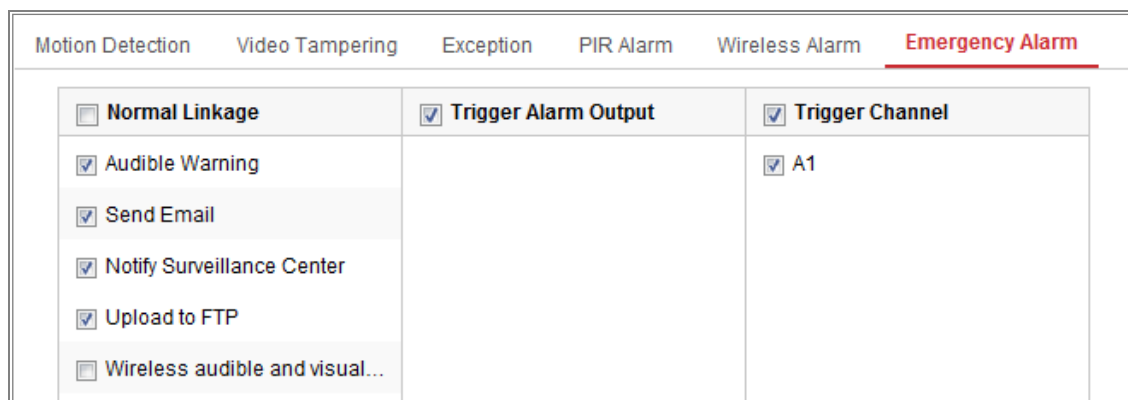 Motion Detection Video Tampering Exception PIR Alarm Wireless Alarm Emergency Alarm
Normal Linkage Trigger Alarm Output Trigger Channel
Audible Warning A1
Send Email
Notify Surveillance Center
Upload to FTP
Wireless audible and visual...